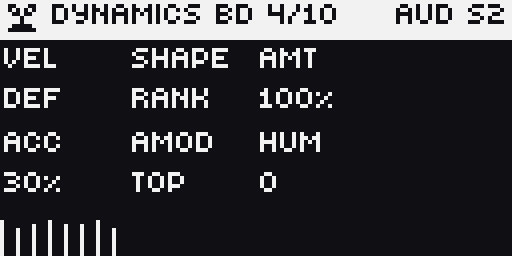 DYNAMICS BD 4/10 AUD S2
VEL SHAPE AMT
DEF RANK 100%
ACC AMOD HUM
30% TOP 0